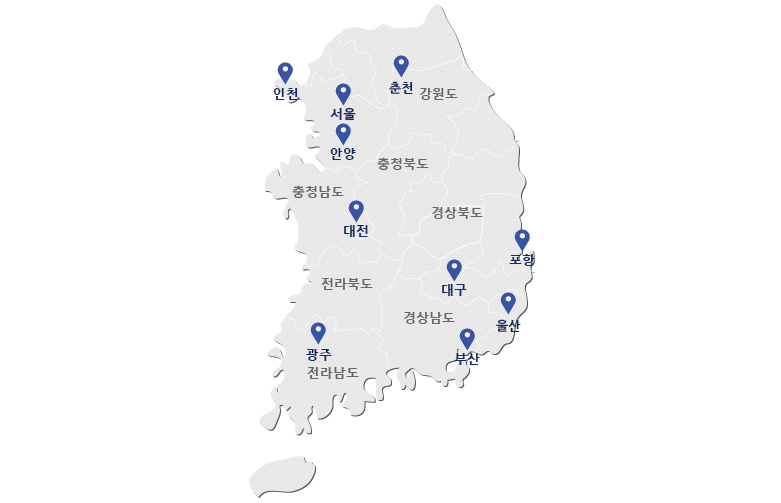 인천
춘천
강원도
서울
안양
충청북도
충청남도
경상북도
대전
포항
대구
전라북도
경상남도
울산
광주
부산
전라남도